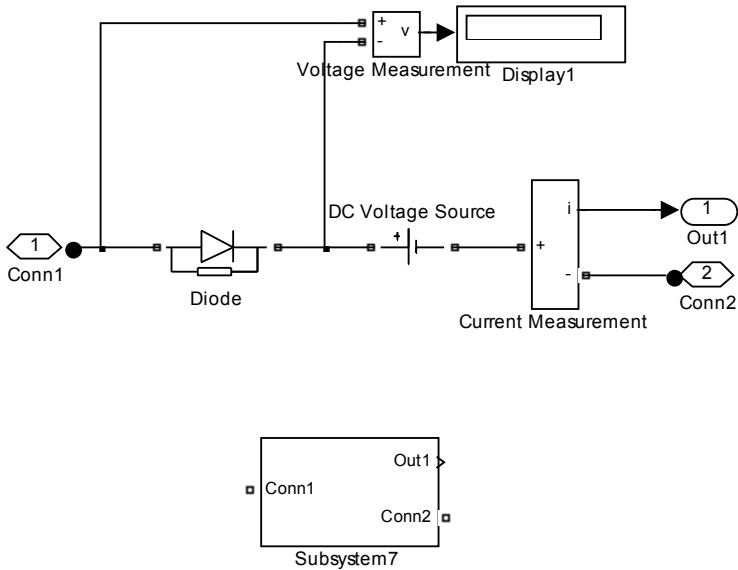 +
-
v
Voltage Measurement
Display1
DC Voltage Source
+
i
+
-
1
Out1
1
Conn1
Diode
2
Conn2
Current Measurement
Out1
Conn1
Conn2
Subsystem7